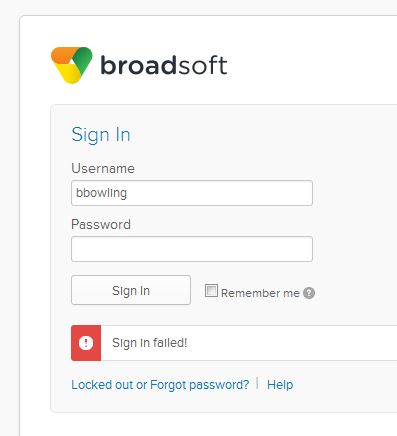 broadsoft
Sign In
Username
bbowling
Password
Sign In Remember me ?
! Sign in failed!
Locked out or Forgot password? | Help